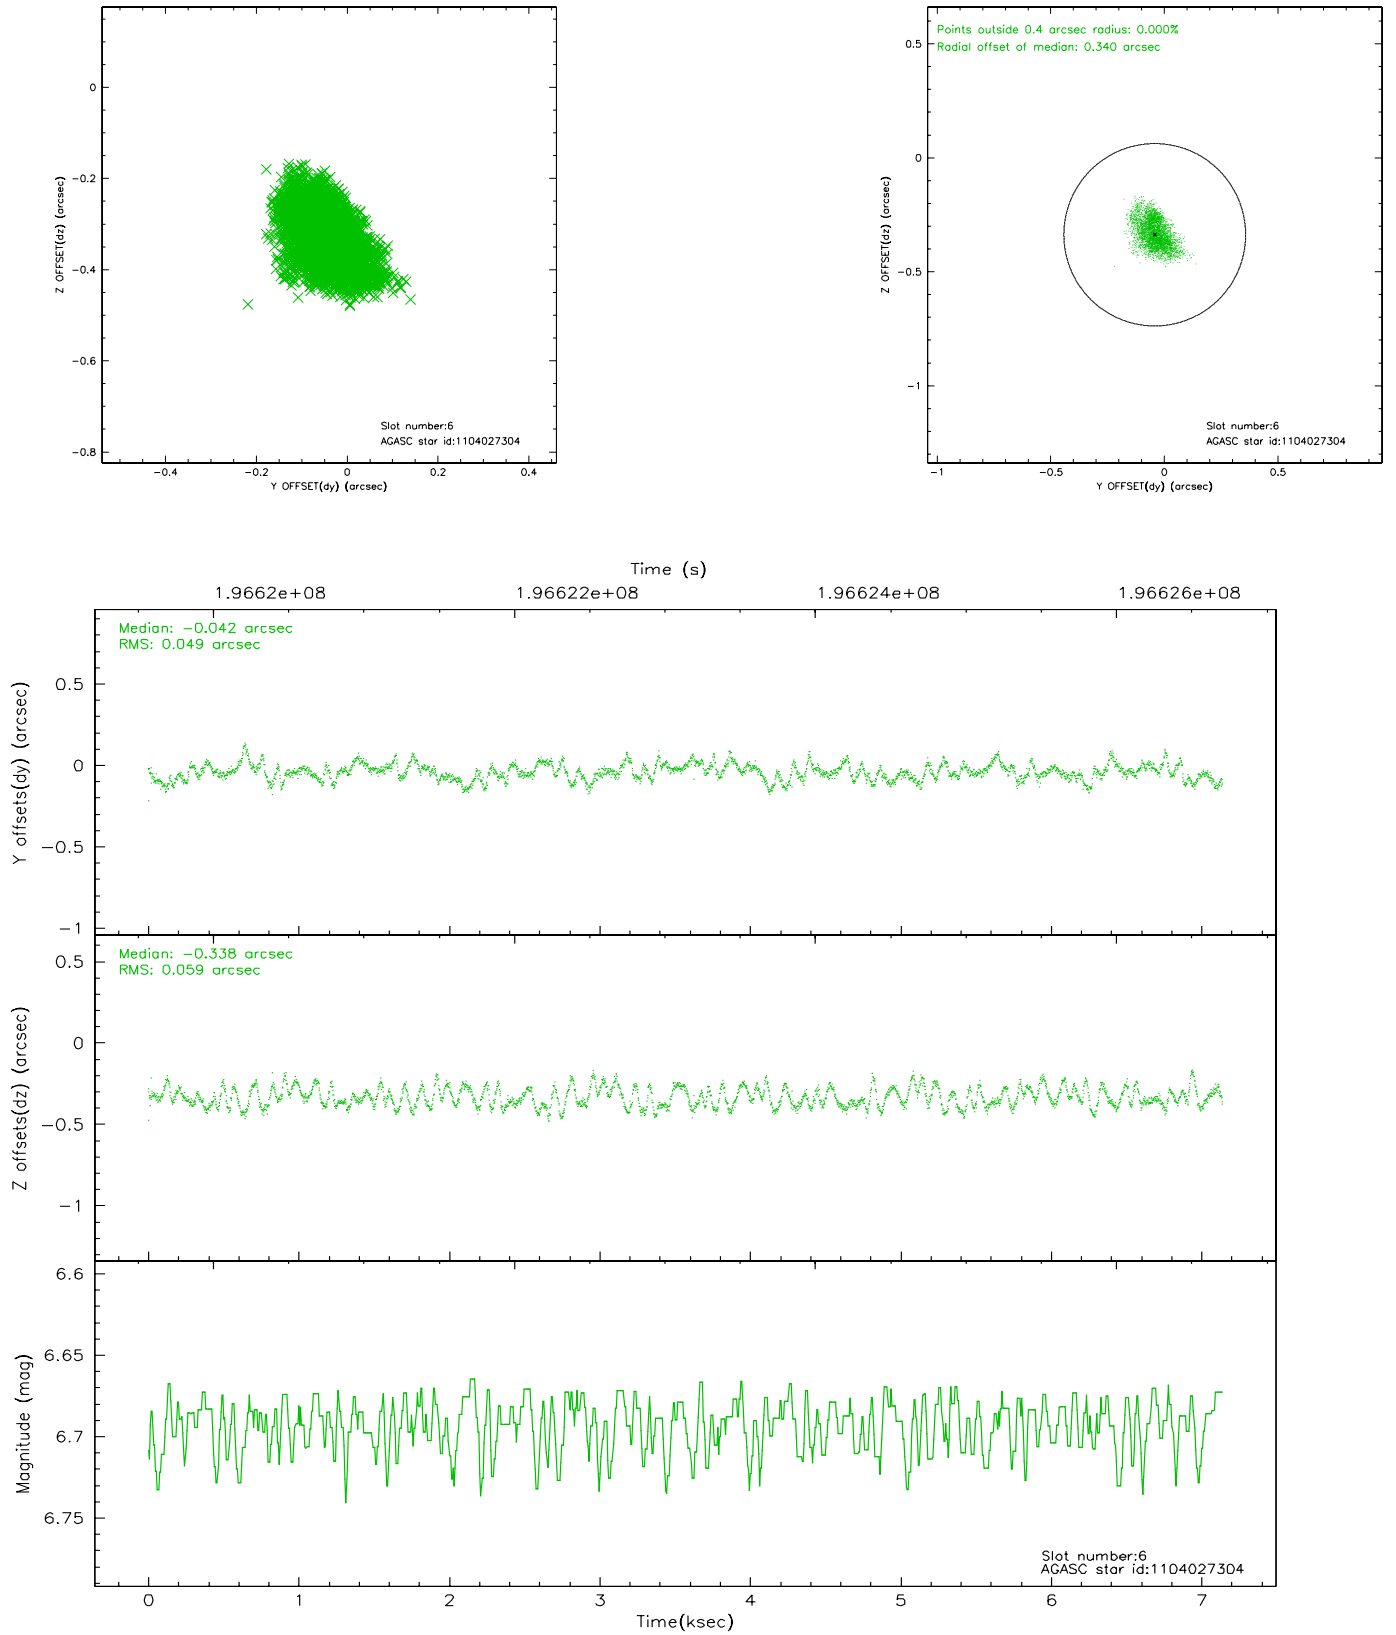 0
−0.2
−0.4
−0.6
−0.8
Z OFFSET(dz) (arcsec)
Slot number:6
AGASC star id:1104027304
−0.4 −0.2 0 0.2 0.4
Y OFFSET(dy) (arcsec)
Points outside 0.4 arcsec radius: 0.000%
Radial offset of median: 0.340 arcsec
0.5
0
−0.5
−1
Z OFFSET(dz) (arcsec)
Slot number:6
AGASC star id:1104027304
−1 −0.5 0 0.5
Y OFFSET(dy) (arcsec)
Time (s)
1.9662e+08 1.96622e+08 1.96624e+08 1.96626e+08
Median: −0.042 arcsec
RMS: 0.049 arcsec
0.5
0
−0.5
−1
Y offsets(dy) (arcsec)
Median: −0.338 arcsec
RMS: 0.059 arcsec
0.5
0
−0.5
−1
Z offsets(dz) (arcsec)
6.6
6.65
6.7
6.75
Magnitude (mag)
Slot number:6
AGASC star id:1104027304
0 1 2 3 4 5 6 7
Time(ksec)